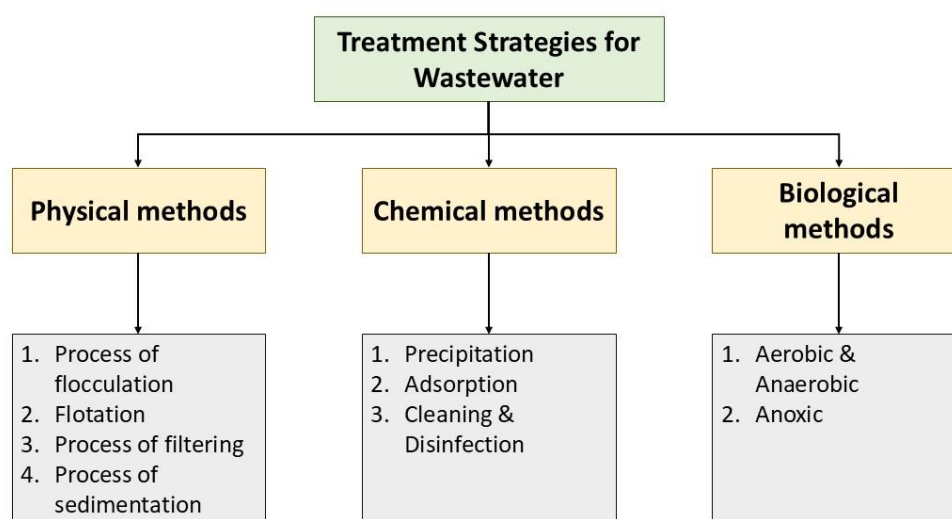 Treatment Strategies for
Wastewater
Physical methods
Chemical methods
Biological
methods
1. Process of
flocculation
2. Flotation
3. Process of filtering
4. Process of
sedimentation
1. Precipitation
2. Adsorption
3. Cleaning &
Disinfection
1. Aerobic &
Anaerobic
2. Anoxic